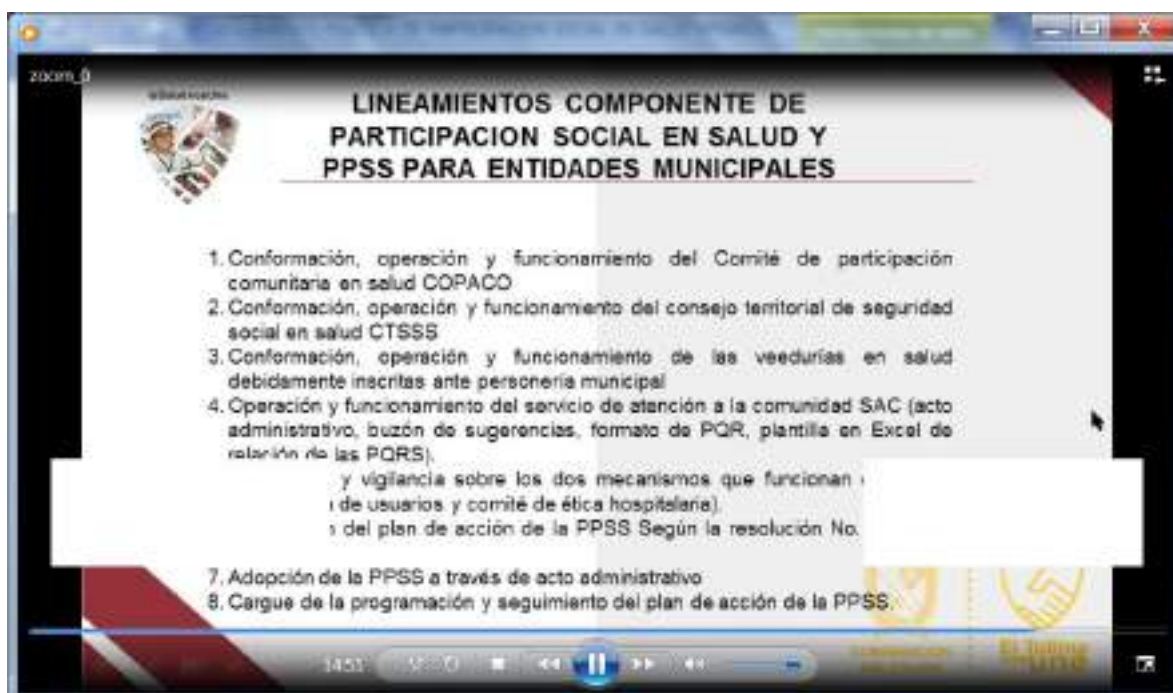 zoom_0
LINEAMIENTOS COMPONENTE DE
PARTICIPACION SOCIAL EN SALUD Y
PPSS PARA ENTIDADES MUNICIPALES
1. Conformación, operación y funcionamiento del Comité de participación
comunitaria en salud COPACO
2. Conformación, operación y funcionamiento del consejo territorial de seguridad
social en salud CTSSS
3. Conformación, operación y funcionamiento de las veedurías en salud
debidamente inscritas ante personería municipal
4. Operación y funcionamiento del servicio de atención a la comunidad SAC (acto
administrativo, buzón de sugerencias, formato de PQR, plantilla en Excel de
relación de las PQRS).
y vigilancia sobre los dos mecanismos que funcionan
de usuarios y comité de ética hospitalaria).
del plan de acción de la PPSS Según la resolución No.
7. Adopción de la PPSS a través de acto administrativo
8. Cargue de la programación y seguimiento del plan de acción de la PPSS.
14:51
El Tolima
une